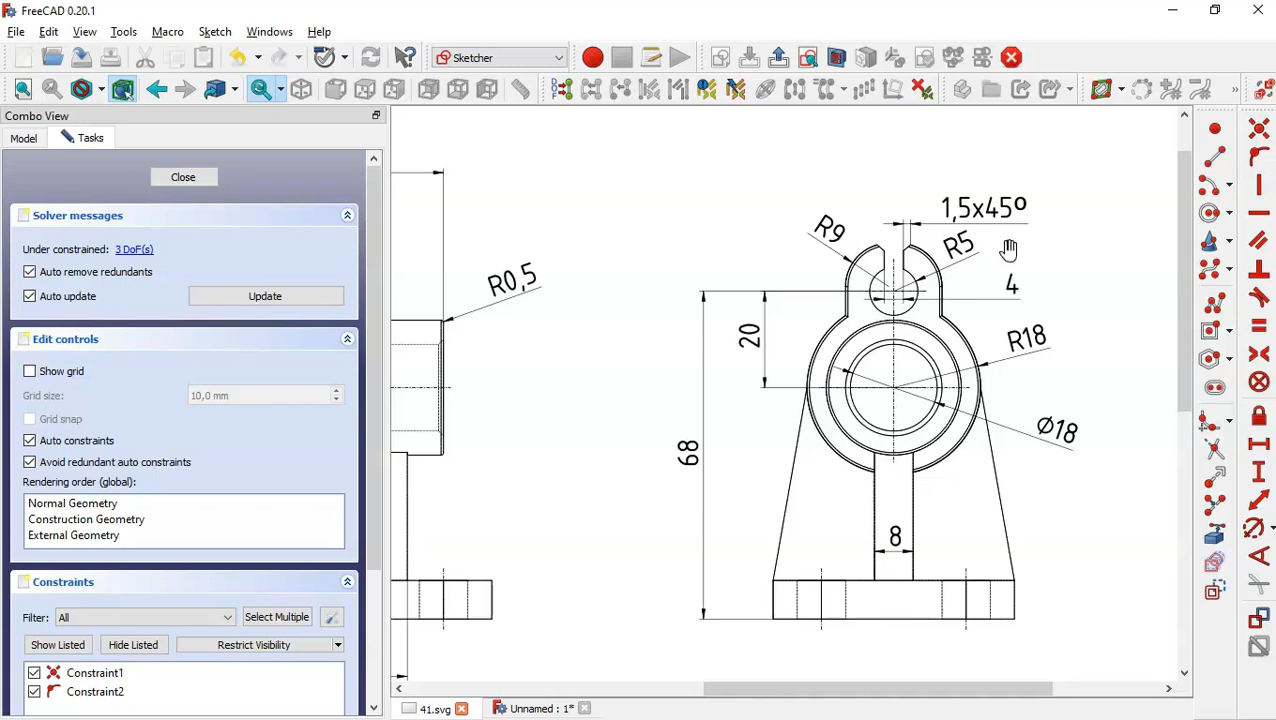 FreeCAD 0.20.1
File Edit View Tools Macro Sketch Windows Help
Sketcher
Combo View
Model Tasks
Close
Solver messages
Under constrained: 3 DoF(s)
Auto remove redundants
Auto update Update
Edit controls
Show grid
Grid size: 10,0 mm
Grid snap
Auto constraints
Avoid redundant auto constraints
Rendering order (global):
Normal Geometry
Construction Geometry
External Geometry
Constraints
Filter: All Select Multiple
Show Listed Hide Listed Restrict Visibility
Constraint1
Constraint2
1,5x45°
R9
R5
4
R0,5
20
R18
68
Ø18
8
41.svg Unnamed : 1*